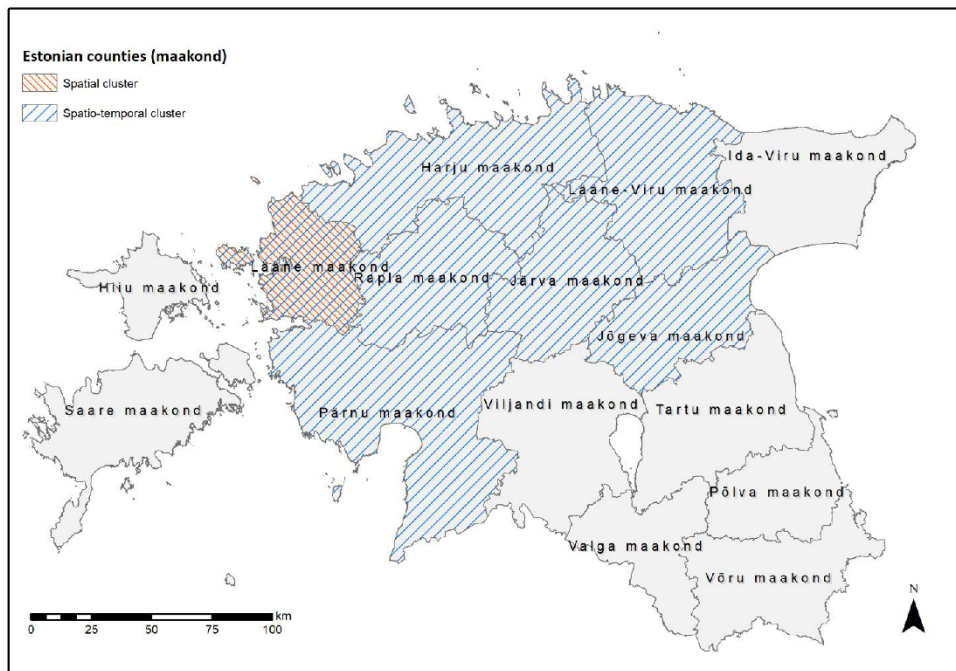 Estonian counties (maakond)
Spatial cluster
Spatio-temporal cluster
Ida-Viru maakond
Harju maakond
Lääne-Viru maakond
Lääne maakond
Rapla maakond
Järva maakond
Hiiu maakond
Jõgeva maakond
Saare maakond
Pärnu maakond
Viljandi maakond
Tartu maakond
Põlva maakond
Valga maakond
Võru maakond
N
km
0 25 50 75 100